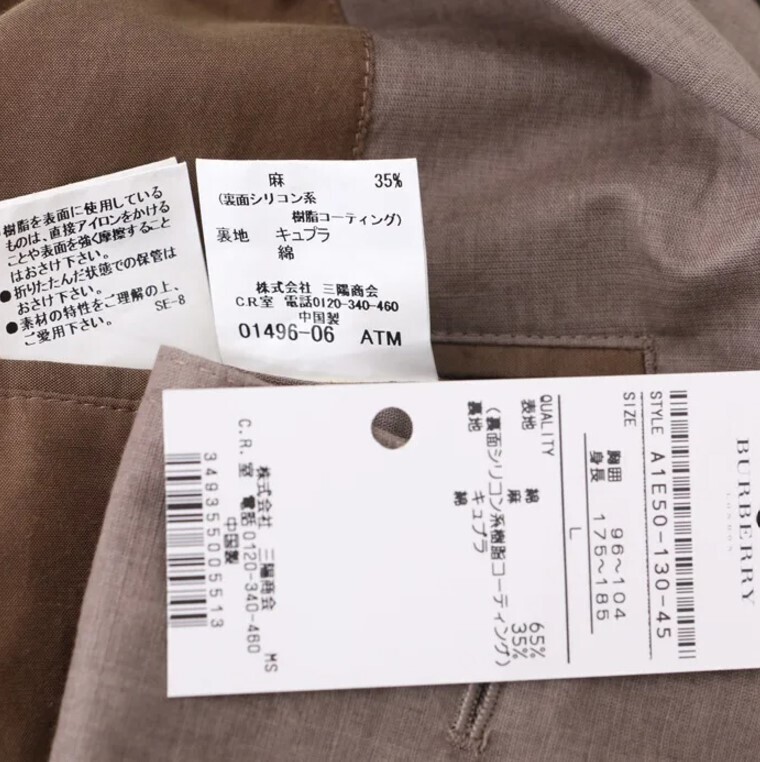 樹脂を表面に使用している
ものは、直接アイロンをかける
ことや表面を強く摩擦すること
はおさけ下さい。
●折りたたんだ状態での保管は
おさけ下さい。
●素材の特性をご理解の上、
ご愛用下さい。
SE-8
麻 35%
(裏面シリコン系
樹脂コーティング)
裏地 キュプラ
綿
株式会社 三陽商会
C.R室 電話0120-340-460
中国製
01496-06 ATM
BURBERRY
LONDON
STYLE A1E50-130-45
SIZE
胸囲 96~104
身長 175~185
L
QUALITY
表地 綿 65%
麻 35%
(裏面シリコン系樹脂コーティング)
裏地 キュプラ
綿
株式会社 三陽商会 MS
C.R.室 電話0120-340-460
中国製
3493550005513